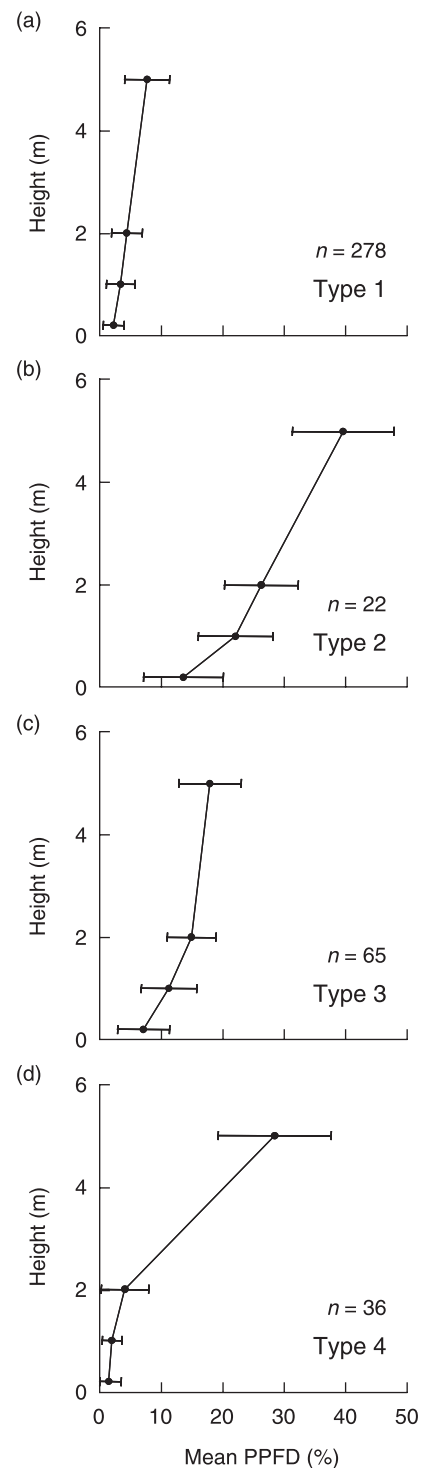 (a)
6
4
2
0
Height (m)
n = 278
Type 1
(b)
6
4
2
0
Height (m)
n = 22
Type 2
(c)
6
4
2
0
Height (m)
n = 65
Type 3
(d)
6
4
2
0
Height (m)
n = 36
Type 4
0 10 20 30 40 50
Mean PPFD (%)